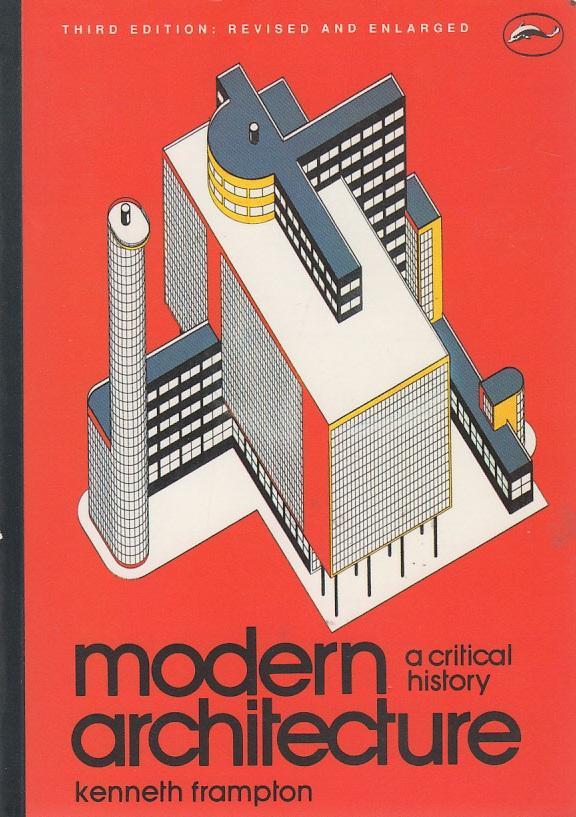 THIRD EDITION: REVISED AND ENLARGED
modern
a critical
history
architecture
kenneth frampton